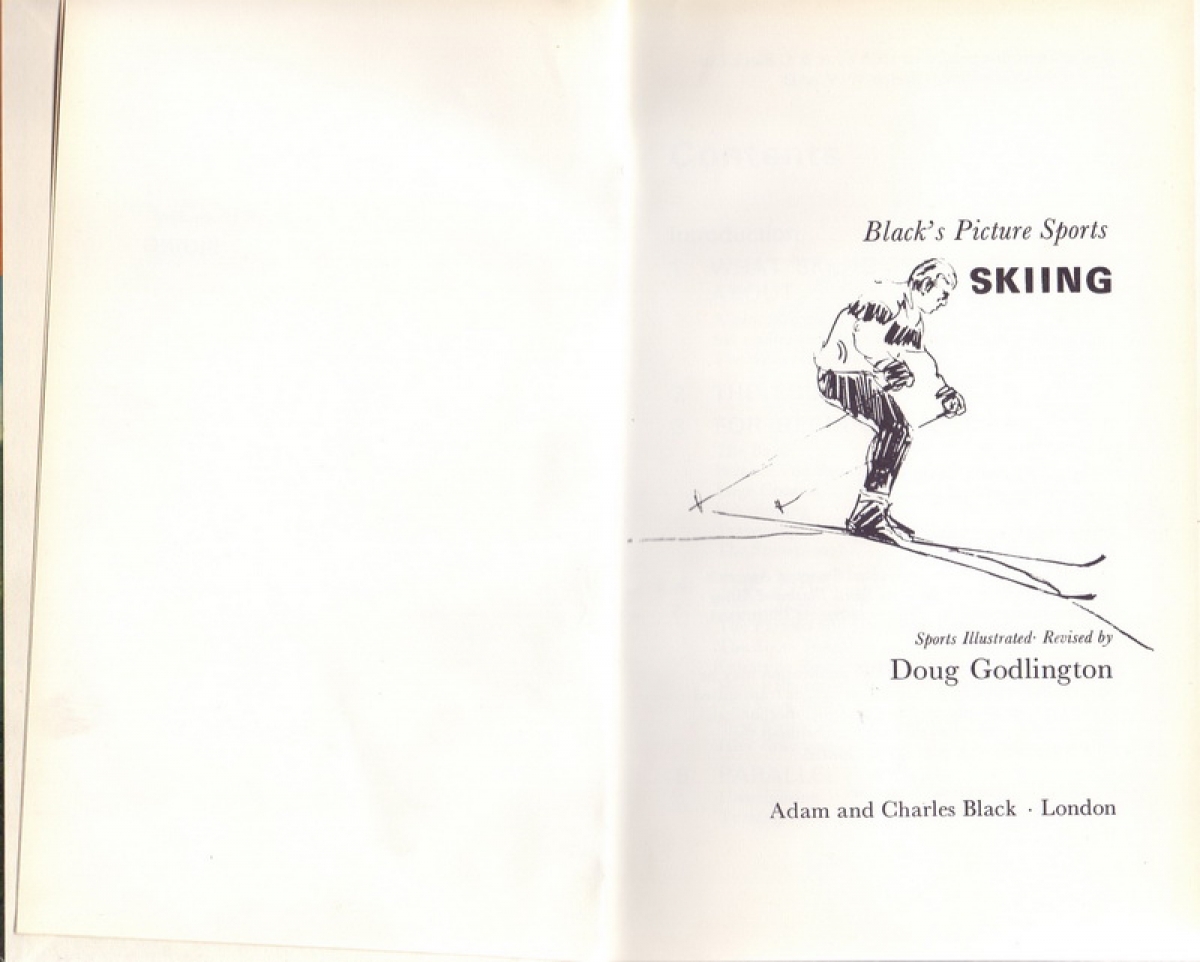 Black's Picture Sports
SKIING
Sports Illustrated· Revised by
Doug Godlington
Adam and Charles Black · London